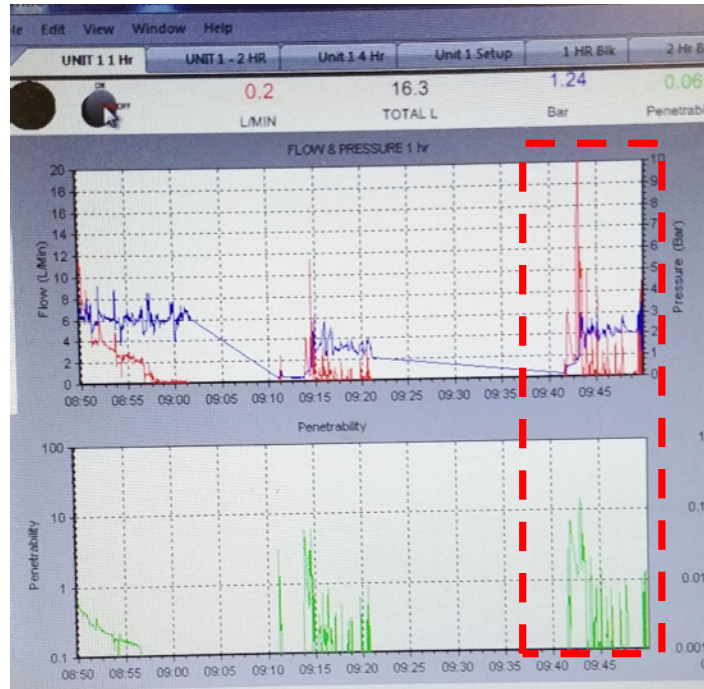 le Edit View Window Help
UNIT 1 1 Hr UNIT 1 - 2 HR Unit 1 4 Hr Unit 1 Setup 1 HR Blk 2 Hr B
ON
OFF
0.2 16.3 1.24 0.06
L/MIN TOTAL L Bar Penetrabi
FLOW & PRESSURE 1 hr
20
18
16
14
12
10
8
6
4
2
0
Flow (L/Min)
10
9
8
7
6
5
4
3
2
1
0
Pressure (Bar)
08:50 08:55 09:00 09:05 09:10 09:15 09:20 09:25 09:30 09:35 09:40 09:45
Penetrability
100
10
1
0.1
Penetrability
1
0.1
0.01
0.001
08:50 08:55 09:00 09:05 09:10 09:15 09:20 09:25 09:30 09:35 09:40 09:45